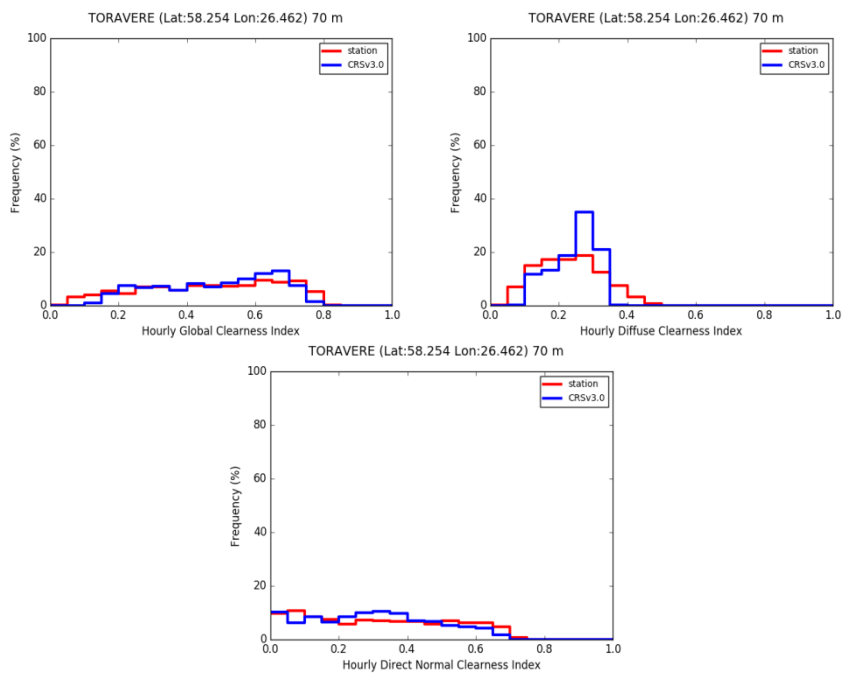 TORAVERE (Lat:58.254 Lon:26.462) 70 m
100
80
60
40
20
0
Frequency (%)
station
CRSv3.0
0.0 0.2 0.4 0.6 0.8 1.0
Hourly Global Clearness Index
TORAVERE (Lat:58.254 Lon:26.462) 70 m
100
80
60
40
20
0
Frequency (%)
station
CRSv3.0
0.0 0.2 0.4 0.6 0.8 1.0
Hourly Diffuse Clearness Index
TORAVERE (Lat:58.254 Lon:26.462) 70 m
100
80
60
40
20
0
Frequency (%)
station
CRSv3.0
0.0 0.2 0.4 0.6 0.8 1.0
Hourly Direct Normal Clearness Index